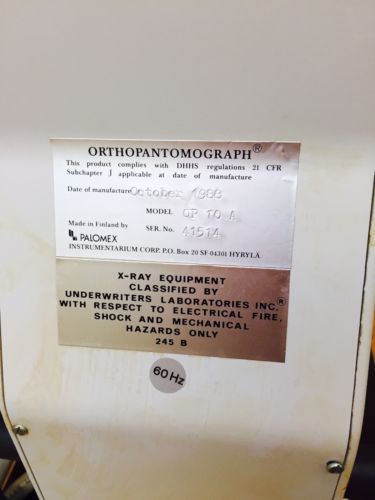 ORTHOPANTOMOGRAPH®
This product complies with DHHS regulations 21 CFR
Subchapter J applicable at date of manufacture
Date of manufacture October 1988
MODEL OP 10 A
Made in Finland by SER. No. 41514
PALOMEX
INSTRUMENTARIUM CORP. P.O. Box 20 SF 04301 HYRYLÄ
X-RAY EQUIPMENT
CLASSIFIED BY
UNDERWRITERS LABORATORIES INC.®
WITH RESPECT TO ELECTRICAL FIRE,
SHOCK AND MECHANICAL
HAZARDS ONLY
245 B
60 Hz